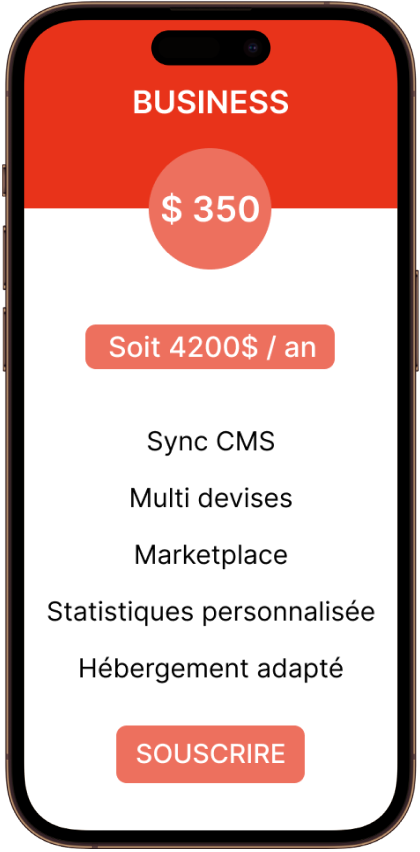 BUSINESS
$ 350
Soit 4200$ / an
Sync CMS
Multi devises
Marketplace
Statistiques personnalisée
Hébergement adapté
SOUSCRIRE